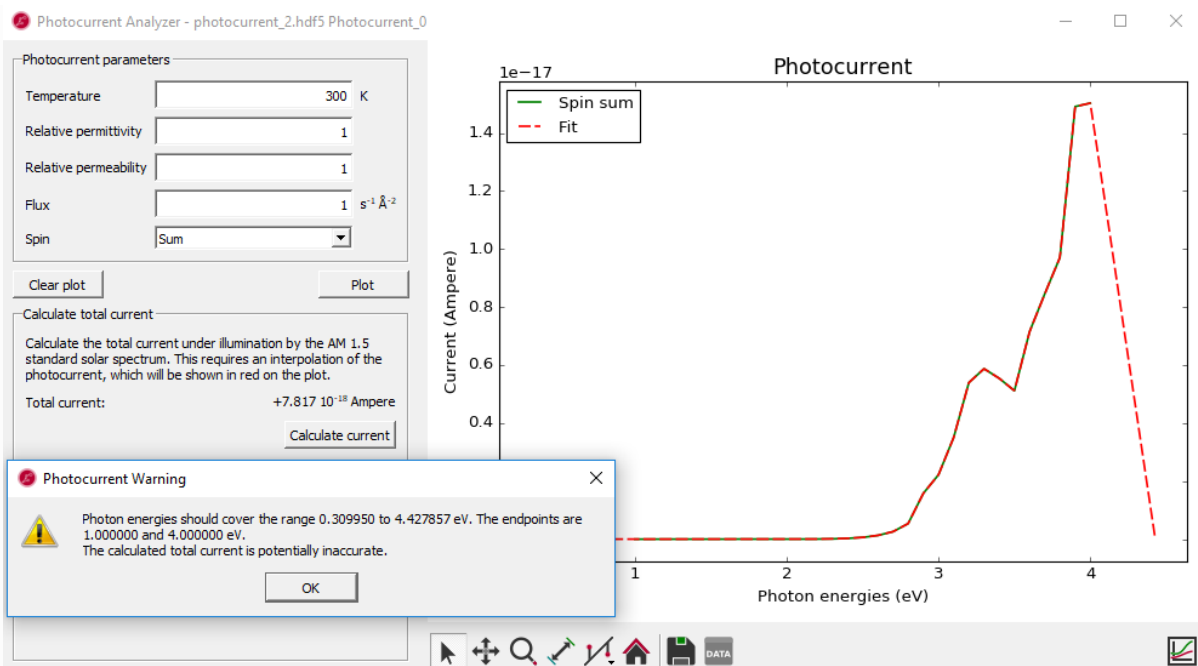 Photocurrent Analyzer - photocurrent_2.hdf5 Photocurrent_0
Photocurrent parameters
Temperature 300 K
Relative permittivity 1
Relative permeability 1
Flux 1 s⁻¹ Å⁻²
Spin Sum
Clear plot Plot
Calculate total current
Calculate the total current under illumination by the AM 1.5
standard solar spectrum. This requires an interpolation of the
photocurrent, which will be shown in red on the plot.
Total current: +7.817 10⁻¹⁸ Ampere
Calculate current
Photocurrent Warning
Photon energies should cover the range 0.309950 to 4.427857 eV. The endpoints are
1.000000 and 4.000000 eV.
The calculated total current is potentially inaccurate.
OK
Photocurrent
1e−17
Spin sum
Fit
1.4
1.2
1.0
0.8
0.6
0.4
Current (Ampere)
1 2 3 4
Photon energies (eV)
DATA